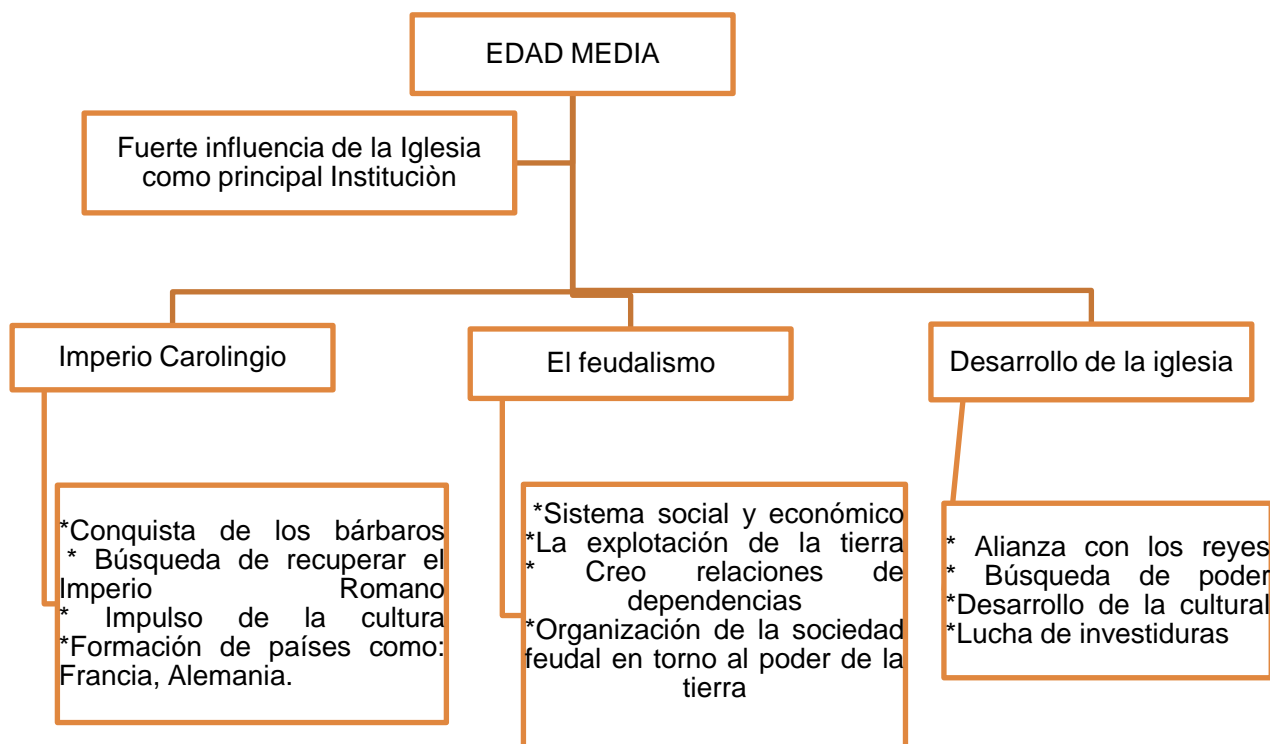 EDAD MEDIA
Fuerte influencia de la Iglesia
como principal Instituciòn
Imperio Carolingio
El feudalismo
Desarrollo de la iglesia
*Conquista de los bárbaros
* Búsqueda de recuperar el
Imperio Romano
* Impulso de la cultura
*Formación de países como:
Francia, Alemania.
*Sistema social y económico
*La explotación de la tierra
* Creo relaciones de
dependencias
*Organización de la sociedad
feudal en torno al poder de la
tierra
* Alianza con los reyes
* Búsqueda de poder
*Desarrollo de la cultural
*Lucha de investiduras